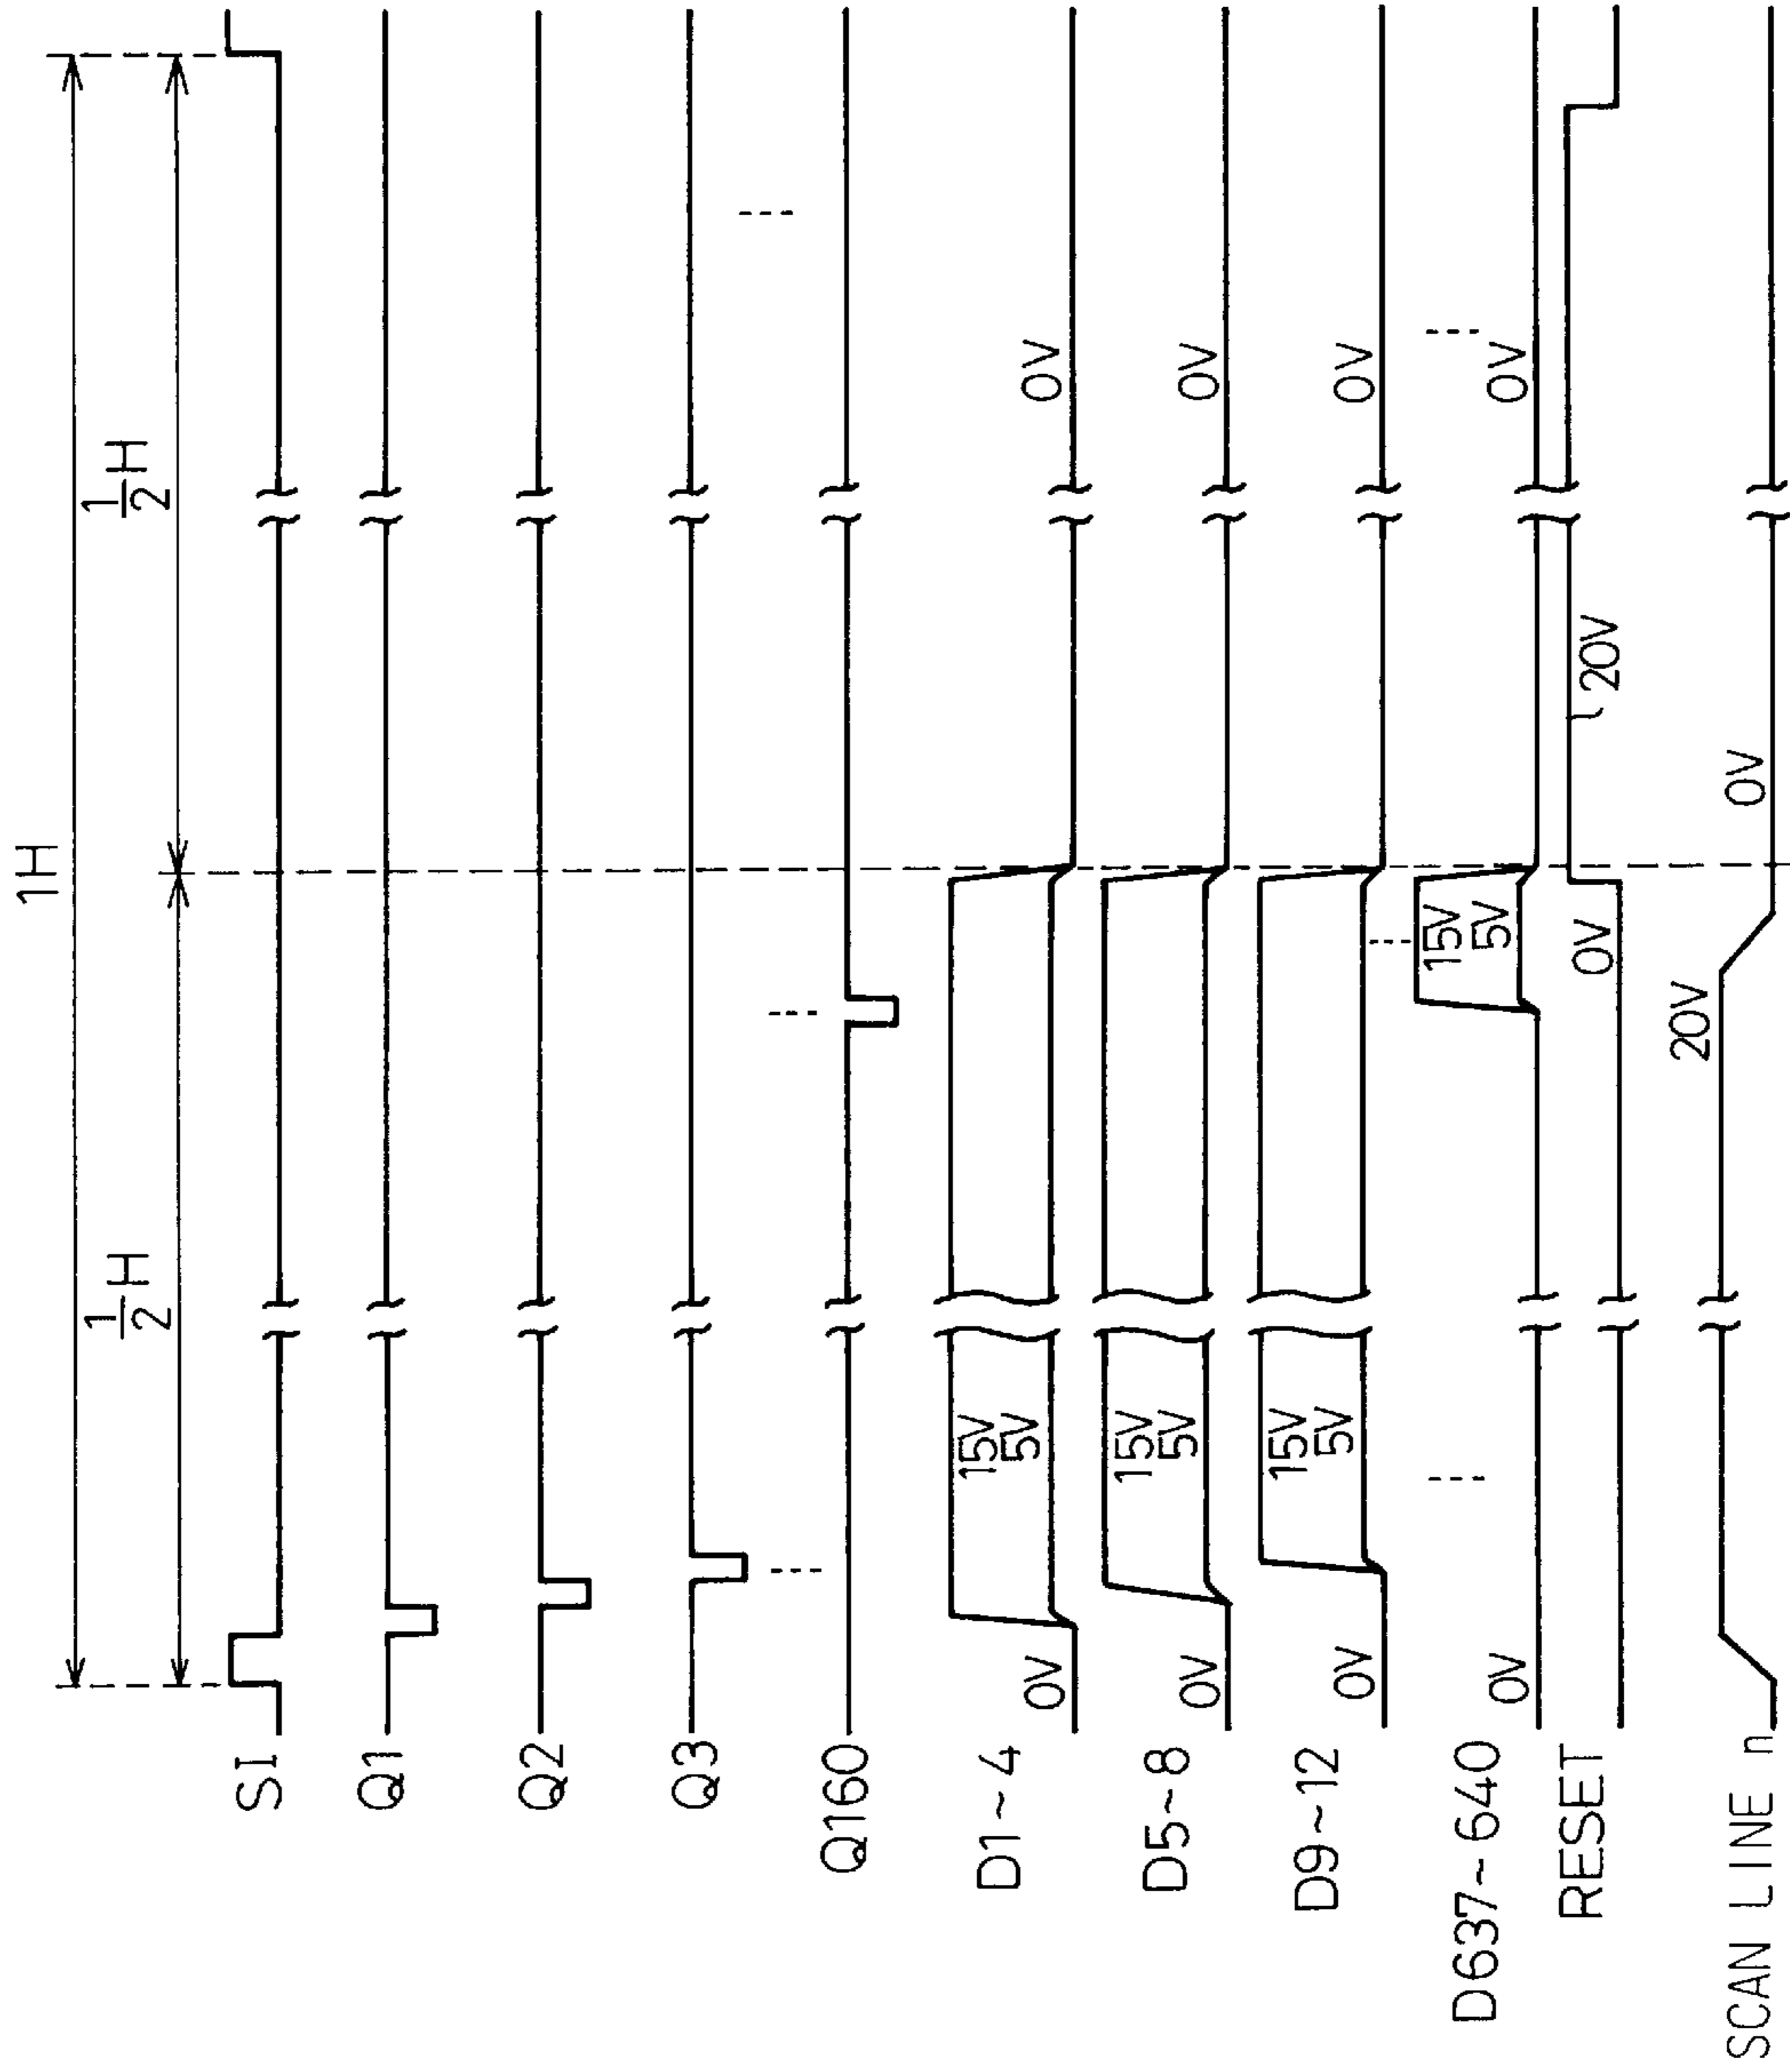 1H
1/2 H 1/2 H
SI
Q1
Q2
Q3
Q160
D1~4 0V 15V 5V 0V
D5~8 0V 15V 5V 0V
D9~12 0V 15V 5V 0V
D637~640 0V 15V 5V 0V
RESET 0V 20V
SCAN LINE n 20V 0V